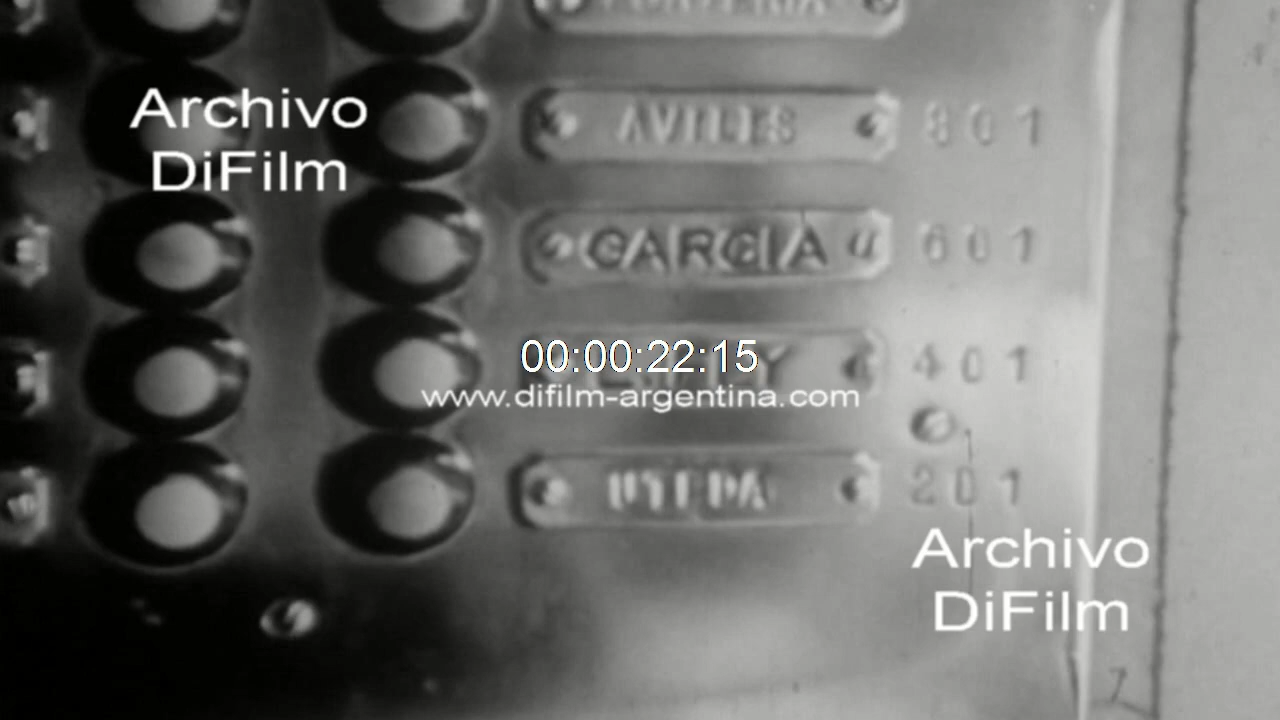 Archivo
DiFilm
AVILES 801
GARCIA 601
00:00:22:15
401
www.difilm-argentina.com
201
Archivo
DiFilm